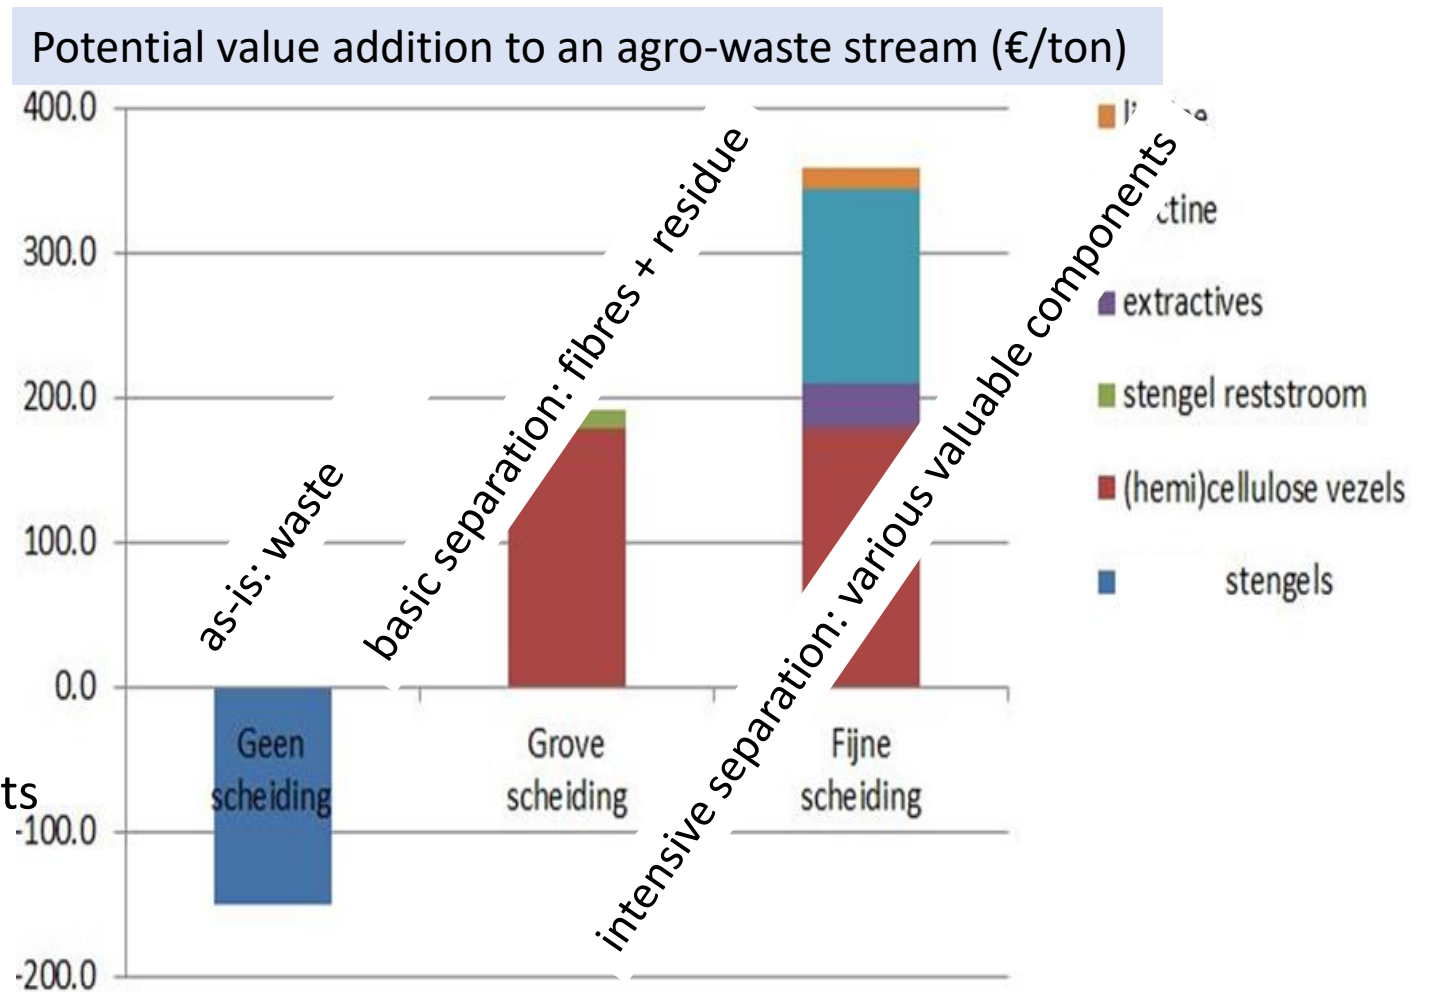 Potential value addition to an agro-waste stream (€/ton)
400.0
300.0
200.0
100.0
0.0
-100.0
-200.0
as-is: waste
basic separation: fibres + residue
intensive separation: various valuable components
Geen
scheiding
Grove
scheiding
Fijne
scheiding
extractives
stengel reststroom
(hemi)cellulose vezels
stengels